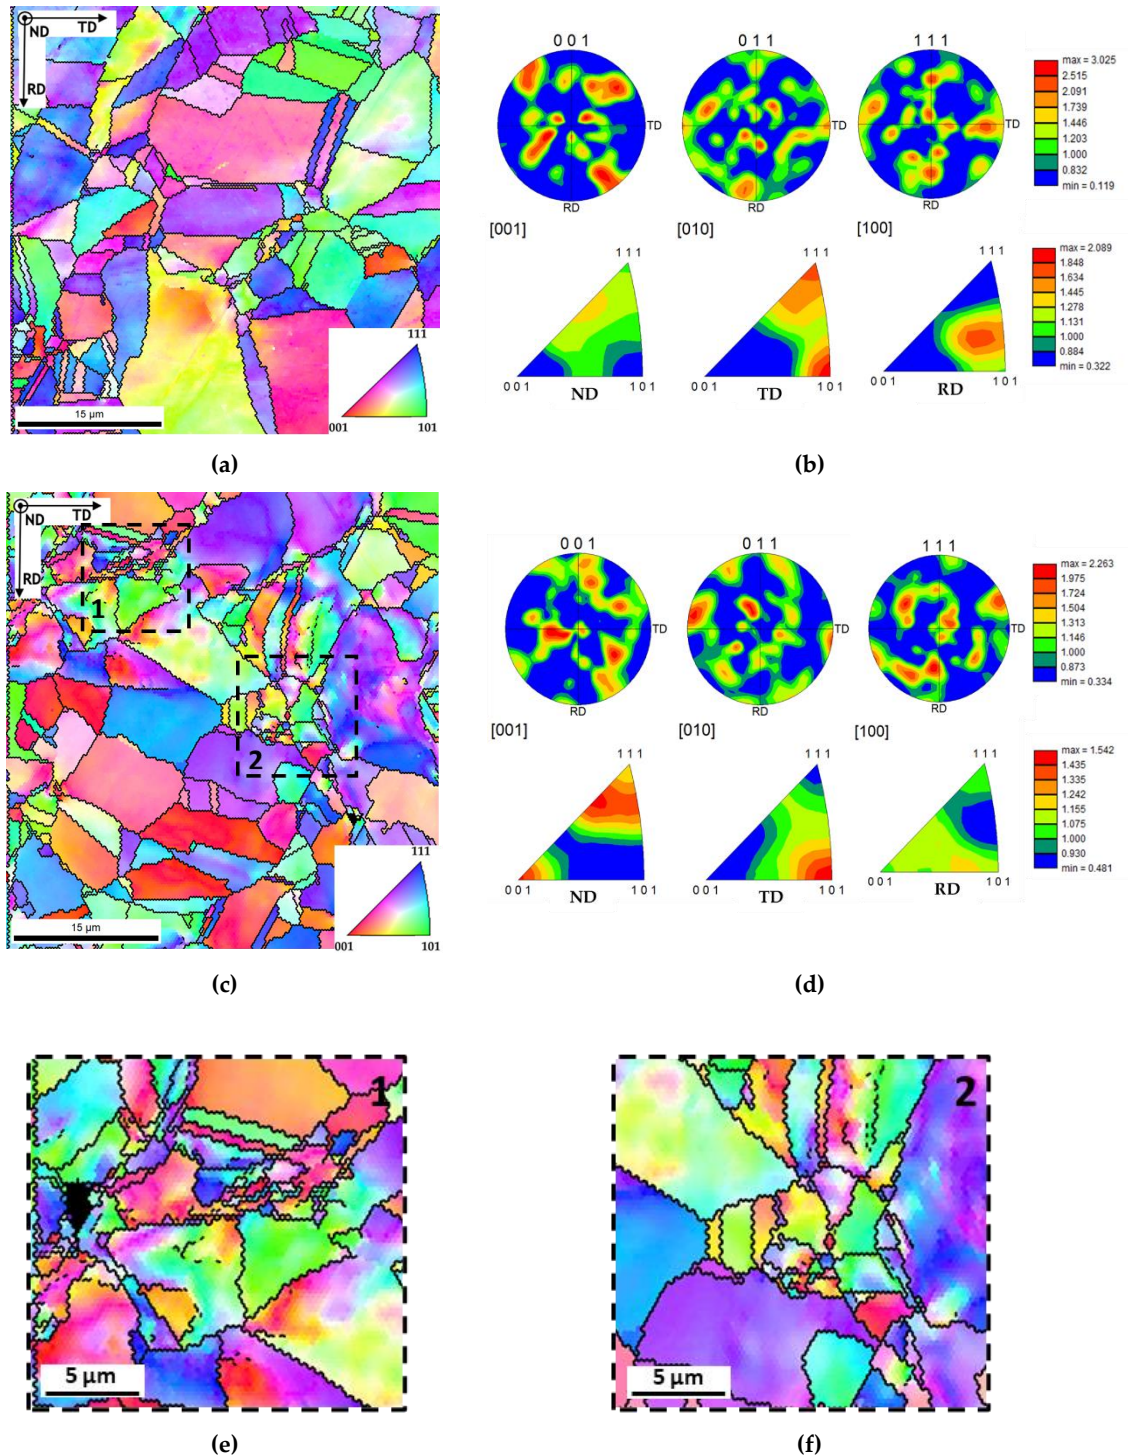 ND TD
RD
15 µm
111
001 101
(a)
0 0 1 0 1 1 1 1 1
TD TD TD
RD RD RD
max = 3.025
2.515
2.091
1.739
1.446
1.203
1.000
0.832
min = 0.119
[001] [010] [100]
1 1 1 1 1 1 1 1 1
0 0 1 1 0 1 0 0 1 1 0 1 0 0 1 1 0 1
ND TD RD
max = 2.089
1.848
1.634
1.445
1.278
1.131
1.000
0.884
min = 0.322
(b)
ND TD
RD
1
2
15 µm
111
001 101
(c)
0 0 1 0 1 1 1 1 1
TD TD TD
RD RD RD
max = 2.263
1.975
1.724
1.504
1.313
1.146
1.000
0.873
min = 0.334
[001] [010] [100]
1 1 1 1 1 1 1 1 1
0 0 1 1 0 1 0 0 1 1 0 1 0 0 1 1 0 1
ND TD RD
max = 1.542
1.435
1.335
1.242
1.155
1.075
1.000
0.930
min = 0.481
(d)
1
5 µm
(e)
2
5 µm
(f)